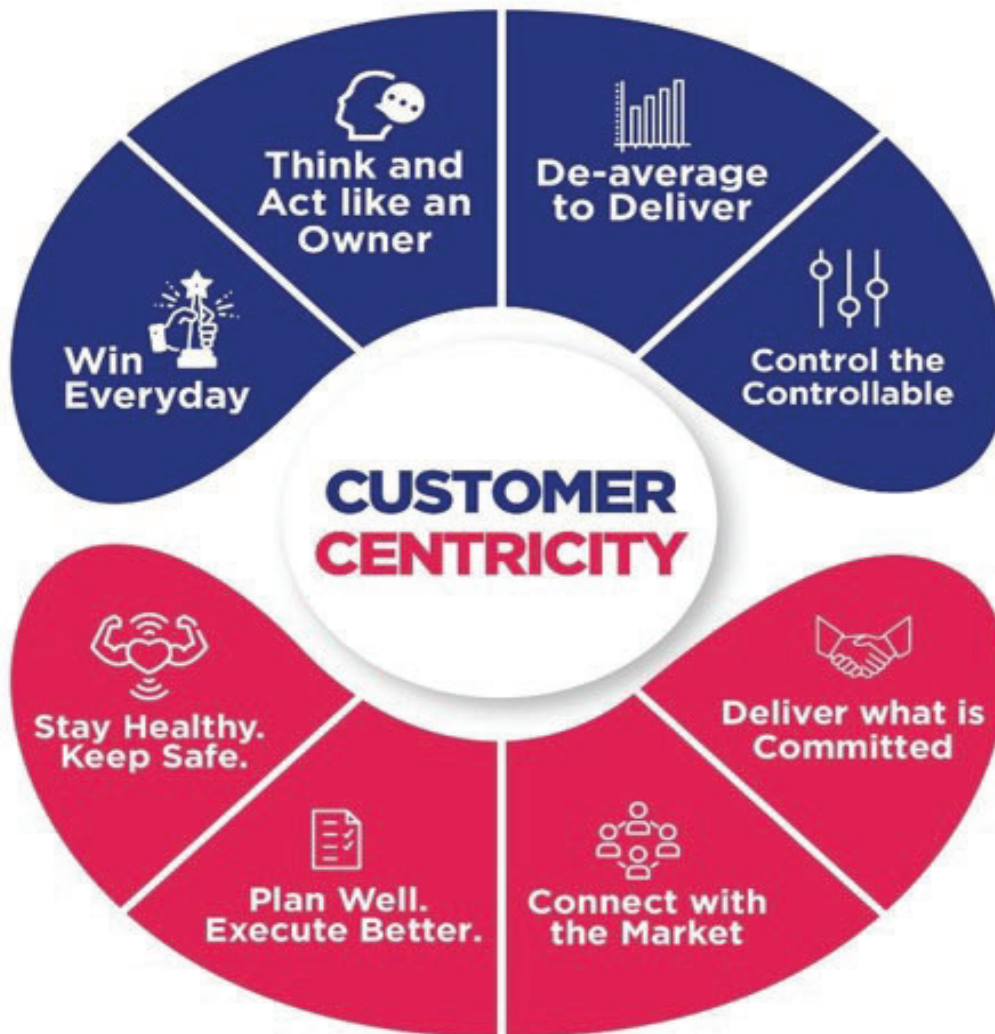 Think and
Act like an
Owner
De-average
to Deliver
Win
Everyday
Control the
Controllable
CUSTOMER
CENTRICITY
Stay Healthy.
Keep Safe.
Deliver what is
Committed
Plan Well.
Execute Better.
Connect with
the Market